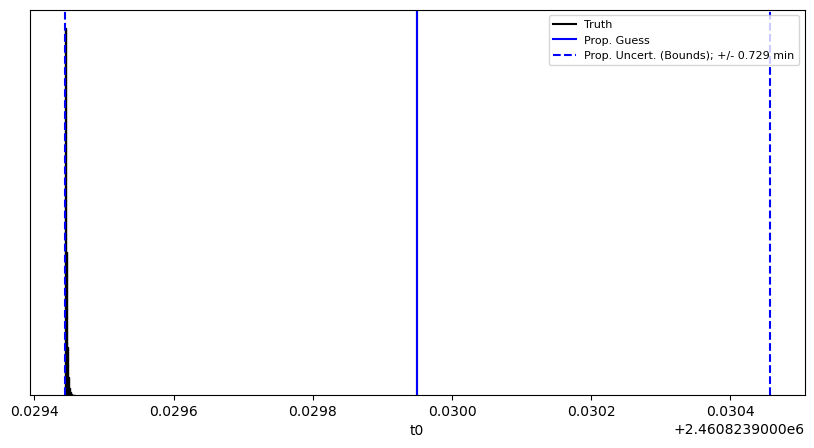 Truth
Prop. Guess
Prop. Uncert. (Bounds); +/- 0.729 min
0.0294 0.0296 0.0298 0.0300 0.0302 0.0304
t0 +2.4608239000e6